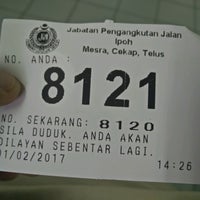 Jabatan Pengangkutan Jalan
Ipoh
Mesra, Cekap, Telus
NO. ANDA :
8121
NO. SEKARANG: 8120
SILA DUDUK. ANDA AKAN
DILAYAN SEBENTAR LAGI.
01/02/2017 14:26